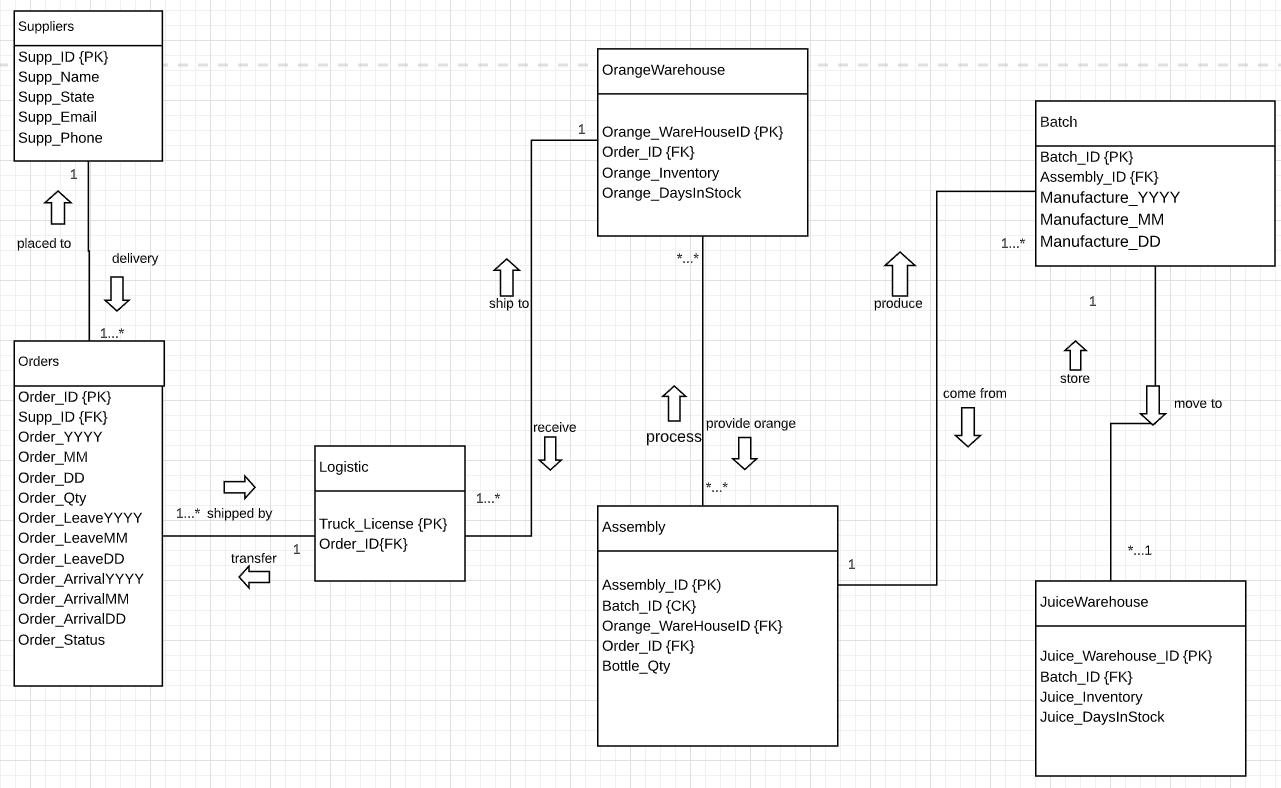 Suppliers
Supp_ID {PK}
Supp_Name
Supp_State
Supp_Email
Supp_Phone
1
placed to
delivery
1...*
Orders
Order_ID {PK}
Supp_ID {FK}
Order_YYYY
Order_MM
Order_DD
Order_Qty
Order_LeaveYYYY
Order_LeaveMM
Order_LeaveDD
Order_ArrivalYYYY
Order_ArrivalMM
Order_ArrivalDD
Order_Status
1...*
shipped by
1
transfer
Logistic
Truck_License {PK}
Order_ID{FK}
1...*
receive
ship to
1
OrangeWarehouse
Orange_WareHouseID {PK}
Order_ID {FK}
Orange_Inventory
Orange_DaysInStock
*...*
process
provide orange
*...*
Assembly
Assembly_ID {PK)
Batch_ID {CK}
Orange_WareHouseID {FK}
Order_ID {FK}
Bottle_Qty
1
produce
come from
1...*
Batch
Batch_ID {PK}
Assembly_ID {FK}
Manufacture_YYYY
Manufacture_MM
Manufacture_DD
1
store
move to
*...1
JuiceWarehouse
Juice_Warehouse_ID {PK}
Batch_ID {FK}
Juice_Inventory
Juice_DaysInStock